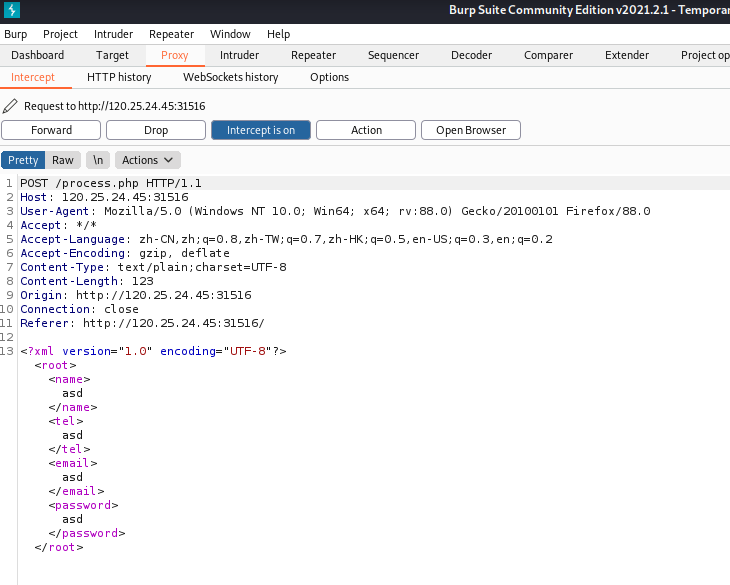 Burp Suite Community Edition v2021.2.1 - Temporar
Burp Project Intruder Repeater Window Help
Dashboard Target Proxy Intruder Repeater Sequencer Decoder Comparer Extender Project op
Intercept HTTP history WebSockets history Options
Request to http://120.25.24.45:31516
Forward Drop Intercept is on Action Open Browser
Pretty Raw \n Actions
1 POST /process.php HTTP/1.1
2 Host: 120.25.24.45:31516
3 User-Agent: Mozilla/5.0 (Windows NT 10.0; Win64; x64; rv:88.0) Gecko/20100101 Firefox/88.0
4 Accept: */*
5 Accept-Language: zh-CN,zh;q=0.8,zh-TW;q=0.7,zh-HK;q=0.5,en-US;q=0.3,en;q=0.2
6 Accept-Encoding: gzip, deflate
7 Content-Type: text/plain;charset=UTF-8
8 Content-Length: 123
9 Origin: http://120.25.24.45:31516
10 Connection: close
11 Referer: http://120.25.24.45:31516/
12
13 <?xml version="1.0" encoding="UTF-8"?>
<root>
<name>
asd
</name>
<tel>
asd
</tel>
<email>
asd
</email>
<password>
asd
</password>
</root>